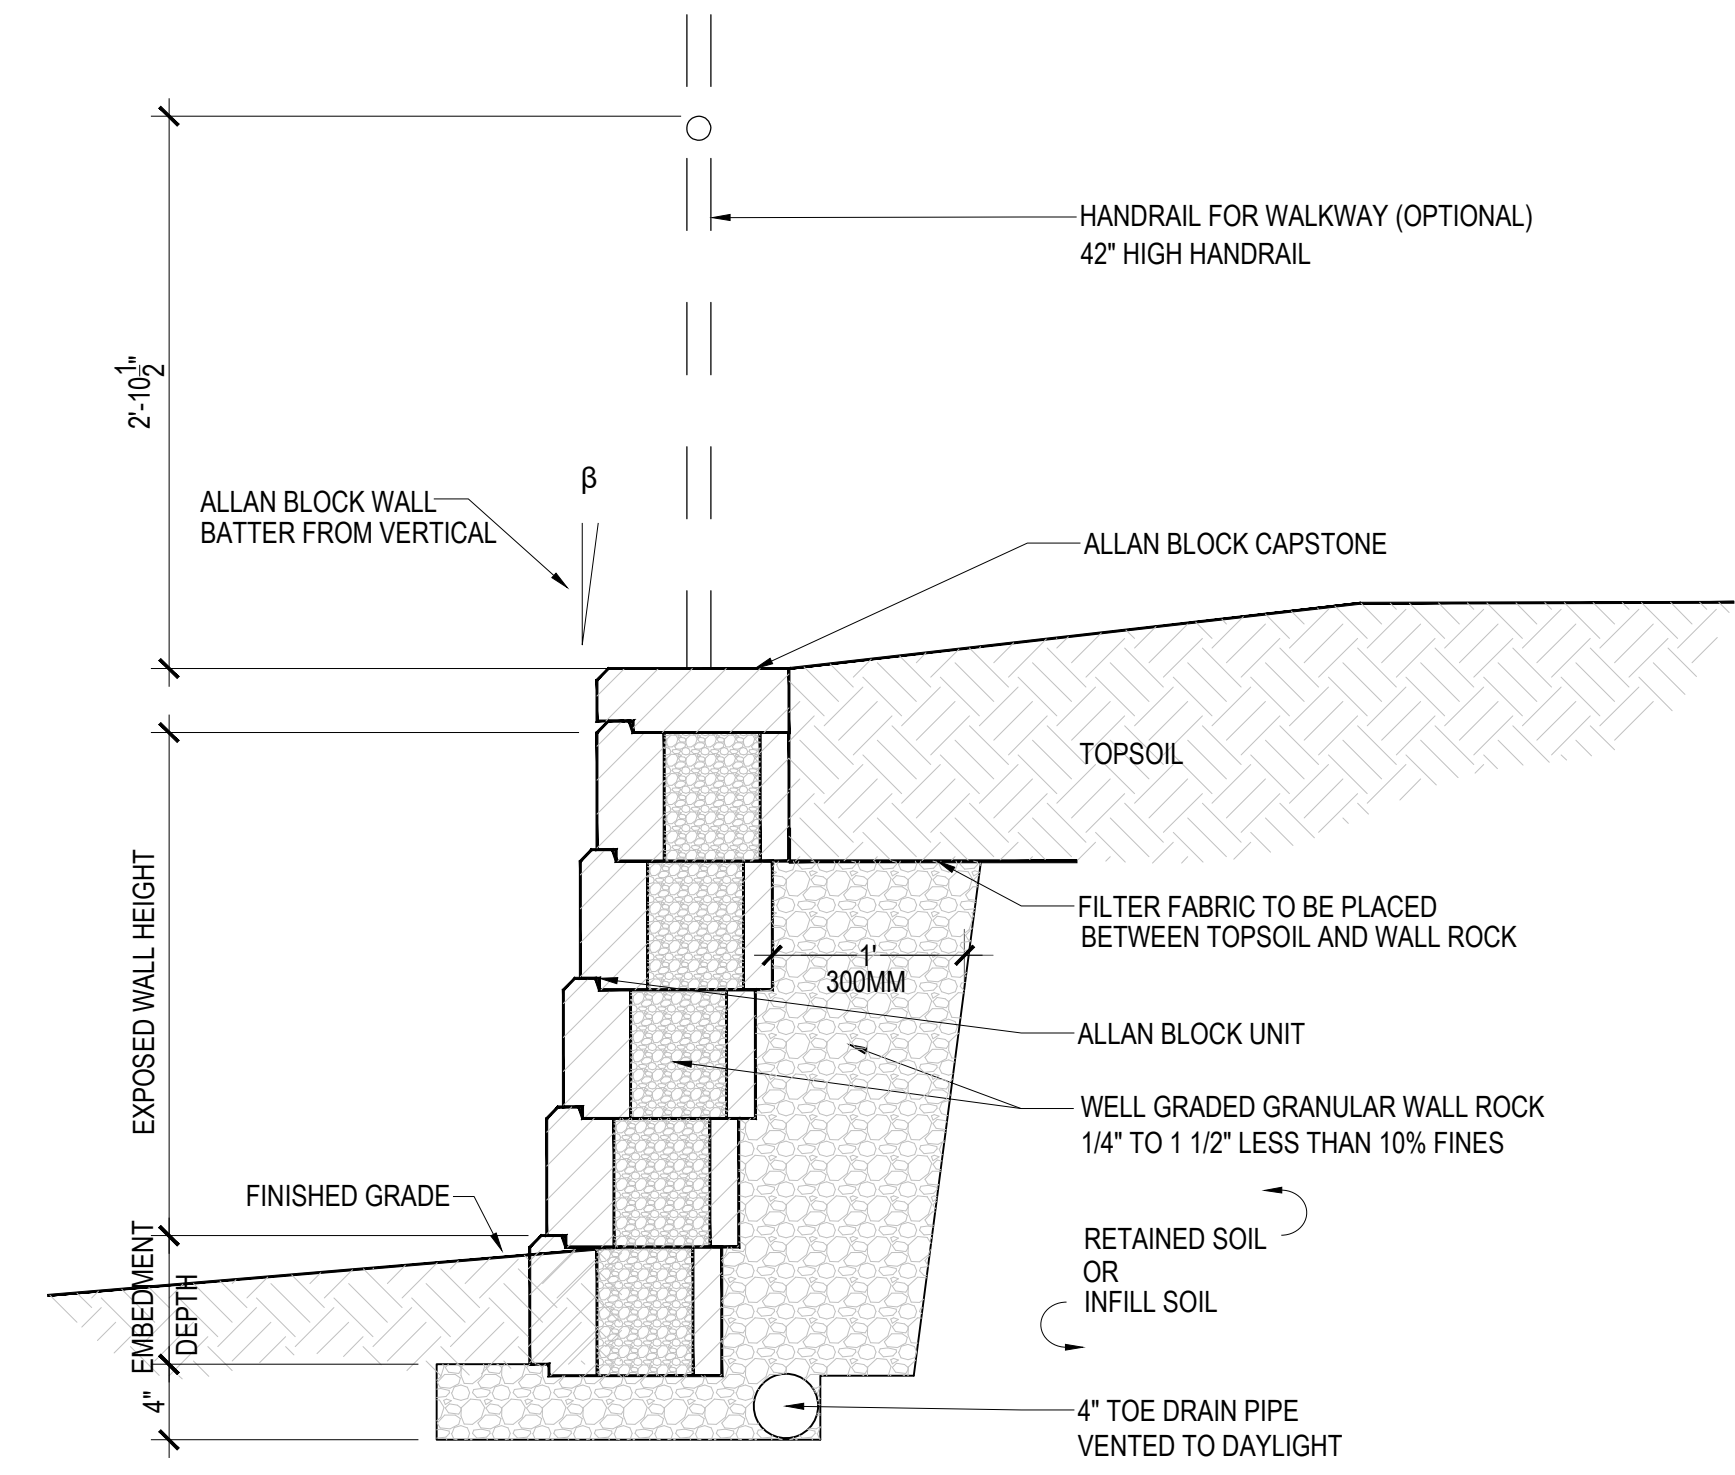 HANDRAIL FOR WALKWAY (OPTIONAL)
42" HIGH HANDRAIL
2'-10 1/2"
β
ALLAN BLOCK WALL
BATTER FROM VERTICAL
ALLAN BLOCK CAPSTONE
TOPSOIL
EXPOSED WALL HEIGHT
FILTER FABRIC TO BE PLACED
BETWEEN TOPSOIL AND WALL ROCK
1'
300MM
ALLAN BLOCK UNIT
WELL GRADED GRANULAR WALL ROCK
1/4" TO 1 1/2" LESS THAN 10% FINES
FINISHED GRADE
EMBEDMENT
DEPTH
RETAINED SOIL
OR
INFILL SOIL
4"
4" TOE DRAIN PIPE
VENTED TO DAYLIGHT